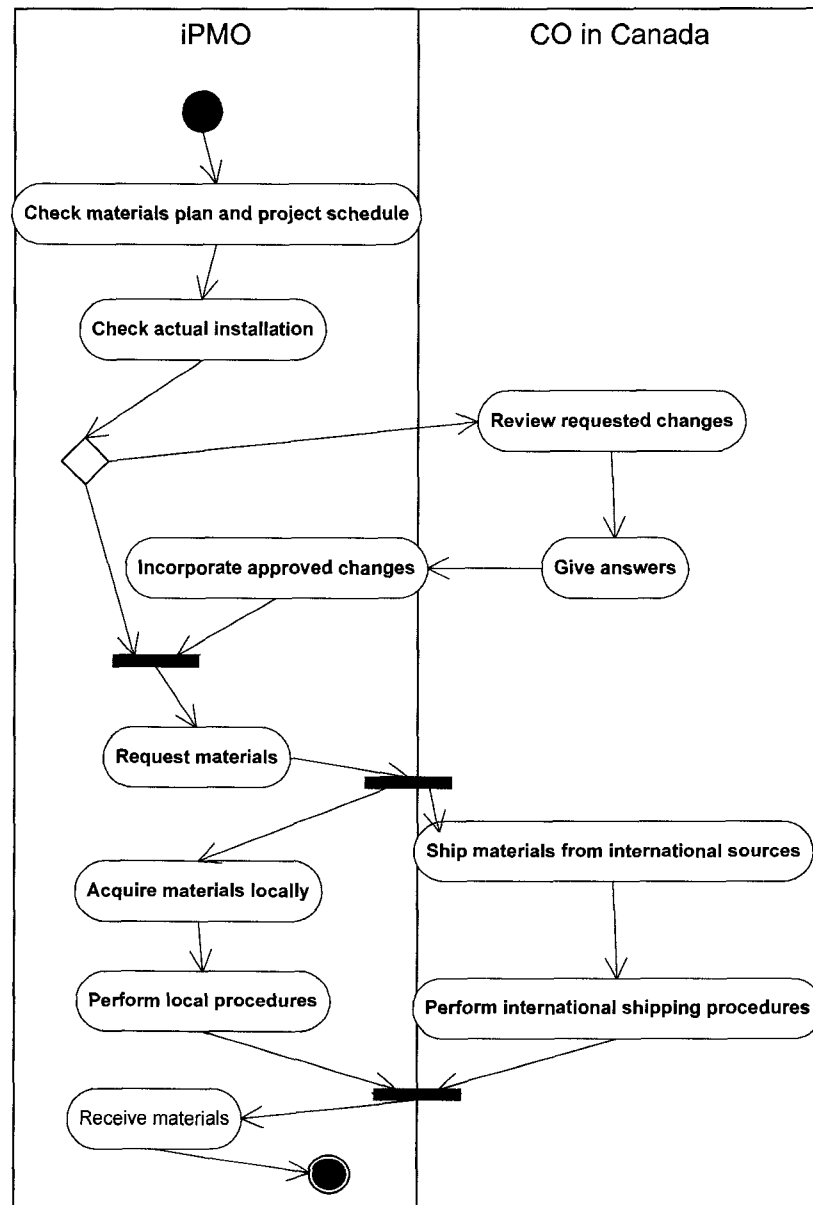 iPMO
CO in Canada
Check materials plan and project schedule
Check actual installation
Review requested changes
Incorporate approved changes
Give answers
Request materials
Ship materials from international sources
Acquire materials locally
Perform local procedures
Perform international shipping procedures
Receive materials